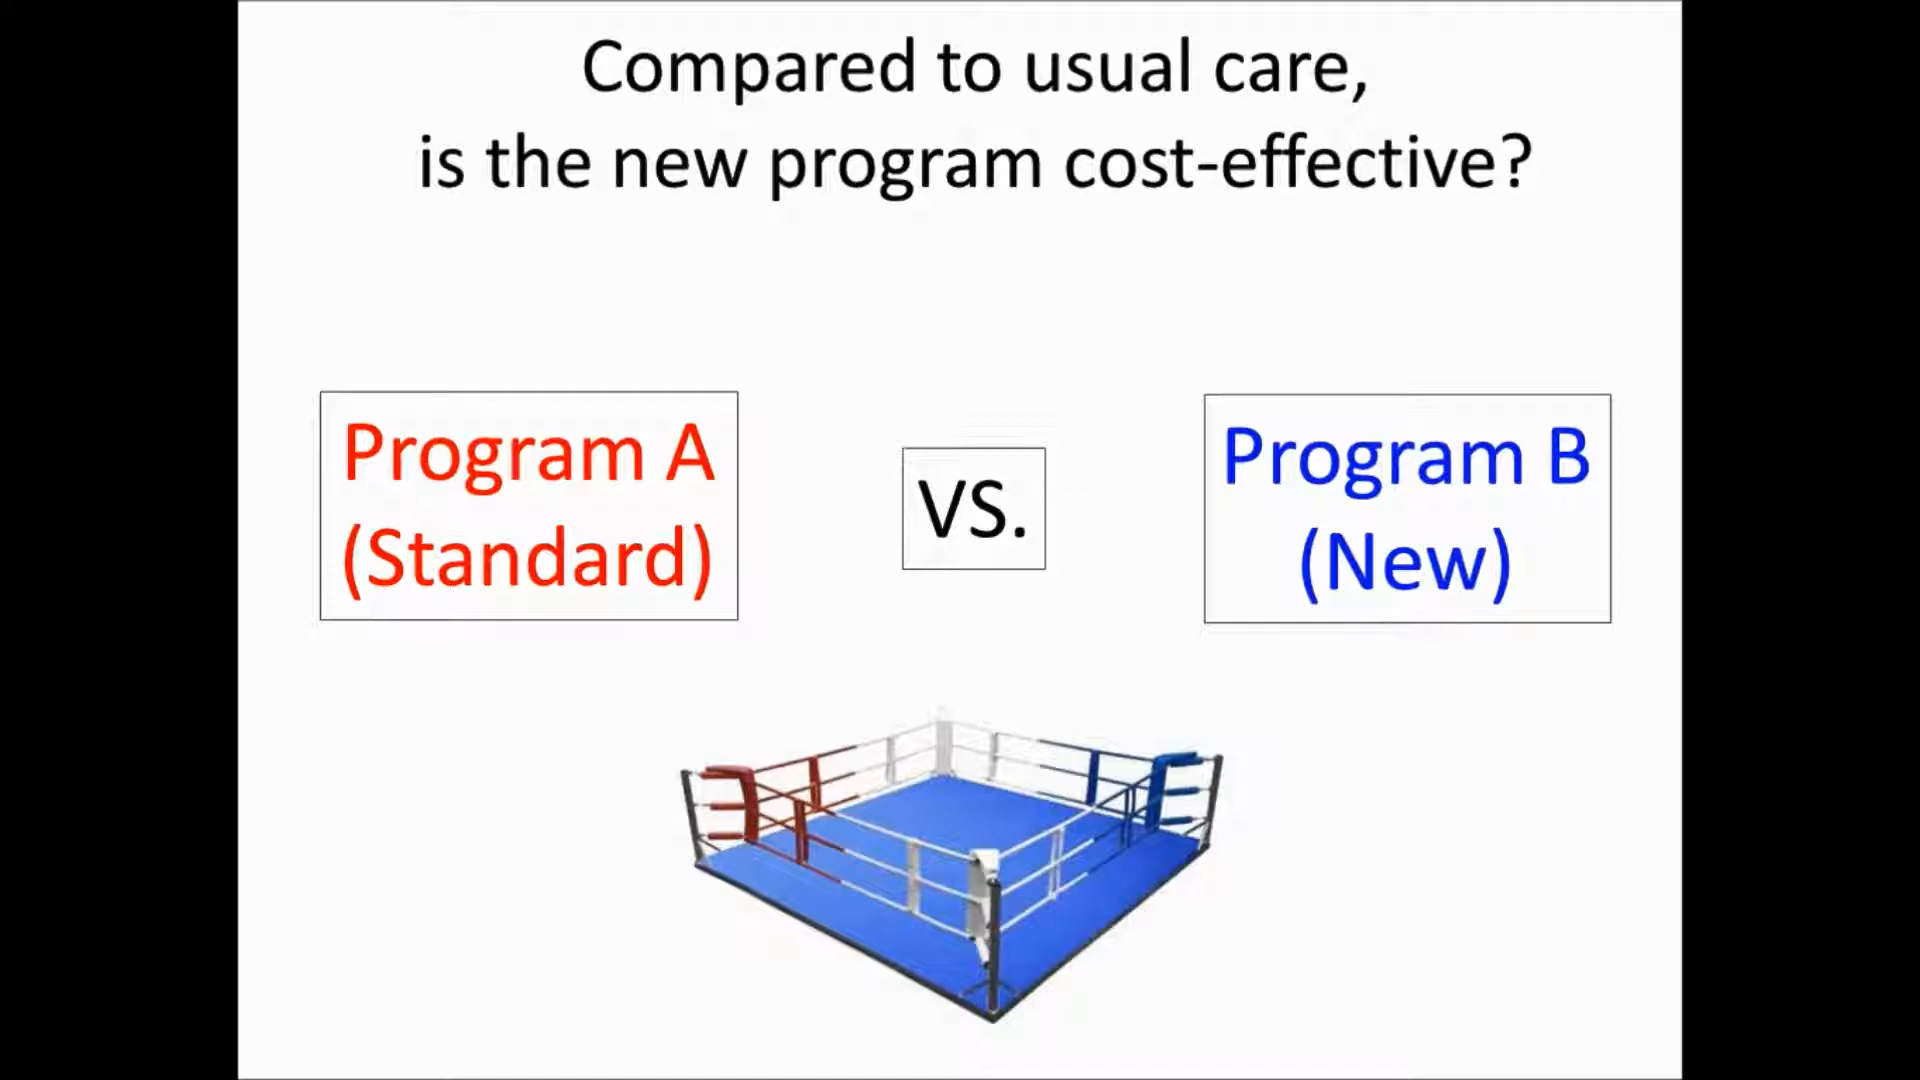 Compared to usual care,
is the new program cost-effective?
Program A
(Standard)
VS.
Program B
(New)